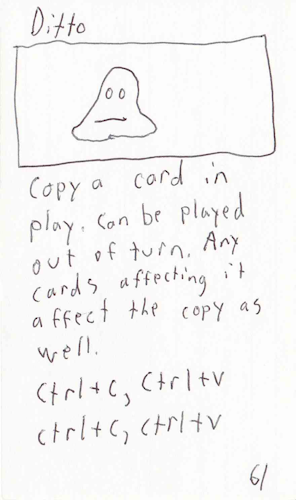 Ditto
Copy a card in
play. Can be played
out of turn. Any
cards affecting it
affect the copy as
well.
Ctrl+C, Ctrl+V
Ctrl+C, Ctrl+V
61